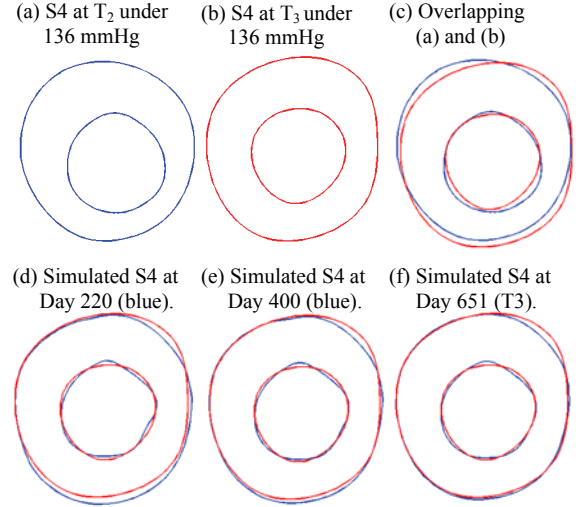 (a) S4 at T₂ under
136 mmHg
(b) S4 at T₃ under
136 mmHg
(c) Overlapping
(a) and (b)
(d) Simulated S4 at
Day 220 (blue).
(e) Simulated S4 at
Day 400 (blue).
(f) Simulated S4 at
Day 651 (T3).